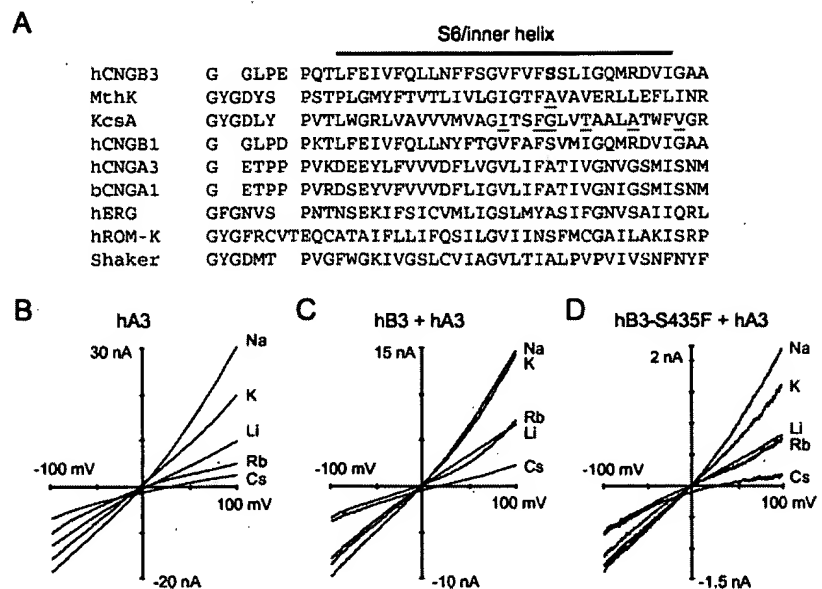 A
S6/inner helix
hCNGB3 G GLPE PQTLFEIVFQLLNFFSGVFVFSSLIGQMRDVIGAA
MthK GYGDYS PSTPLGMYFTVTLIVLGIGTFAVAVERLLEFLINR
KcsA GYGDLY PVTLWGRLVAVVVMVAGITSFGLVTAALATWFVGR
hCNGB1 G GLPD PKTLFEIVFQLLNYFTGVFAFSVMIGQMRDVIGAA
hCNGA3 G ETPP PVKDEEYLFVVVDFLVGVLIFATIVGNVGSMISNM
bCNGA1 G ETPP PVRDSEYVFVVVDFLIGVLIFATIVGNIGSMISNM
hERG GFGNVS PNTNSEKIFSICVMLIGSLMYASIFGNVSAIIQRL
hROM-K GYGFRCVTEQCATAIFLLIFQSILGVIINSFMCGAILAKISRP
Shaker GYGDMT PVGFWGKIVGSLCVIAGVLTIALPVPVIVSNFNYF
B
hA3
30 nA
Na
K
Li
Rb
Cs
-100 mV
100 mV
-20 nA
C
hB3 + hA3
15 nA
Na
K
Rb
Li
Cs
-100 mV
100 mV
-10 nA
D
hB3-S435F + hA3
2 nA
Na
K
Li
Rb
Cs
-100 mV
100 mV
-1.5 nA